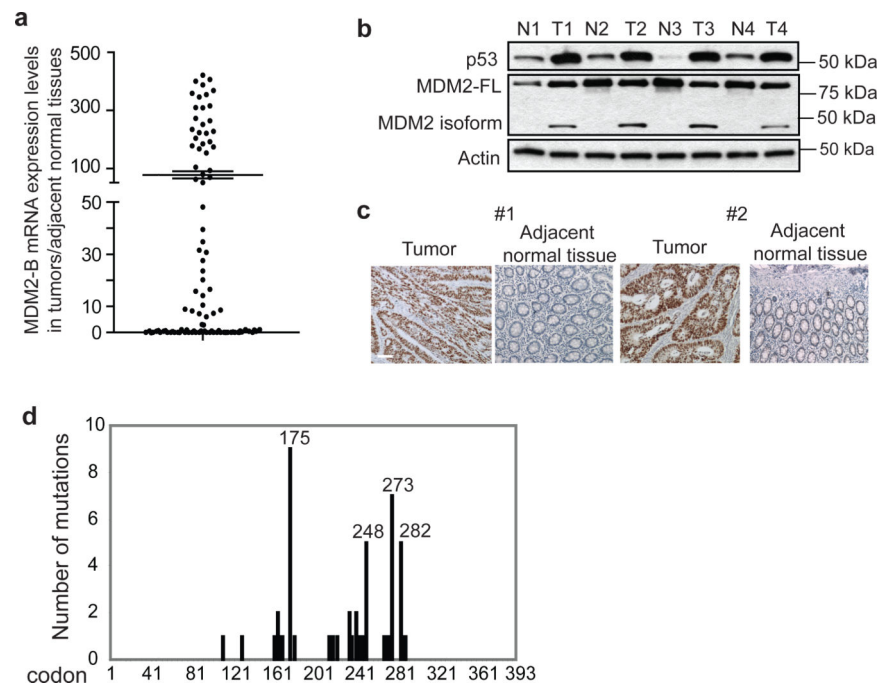 a
MDM2-B mRNA expression levels
in tumors/adjacent normal tissues
500
300
100
50
30
10
0
b
N1 T1 N2 T2 N3 T3 N4 T4
p53
MDM2-FL
MDM2 isoform
Actin
50 kDa
75 kDa
50 kDa
50 kDa
c
#1
#2
Tumor
Adjacent
normal tissue
Tumor
Adjacent
normal tissue
d
Number of mutations
10
8
6
4
2
0
175
248
273
282
codon
1 41 81 121 161 201 241 281 321 361 393